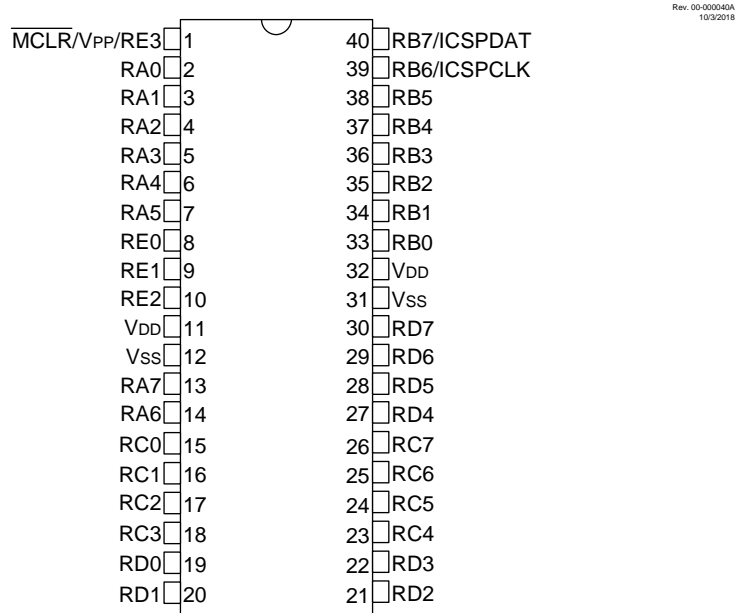 Rev. 00-000040A
10/3/2018
MCLR/VPP/RE3 1 40 RB7/ICSPDAT
RA0 2 39 RB6/ICSPCLK
RA1 3 38 RB5
RA2 4 37 RB4
RA3 5 36 RB3
RA4 6 35 RB2
RA5 7 34 RB1
RE0 8 33 RB0
RE1 9 32 VDD
RE2 10 31 VSS
VDD 11 30 RD7
VSS 12 29 RD6
RA7 13 28 RD5
RA6 14 27 RD4
RC0 15 26 RC7
RC1 16 25 RC6
RC2 17 24 RC5
RC3 18 23 RC4
RD0 19 22 RD3
RD1 20 21 RD2